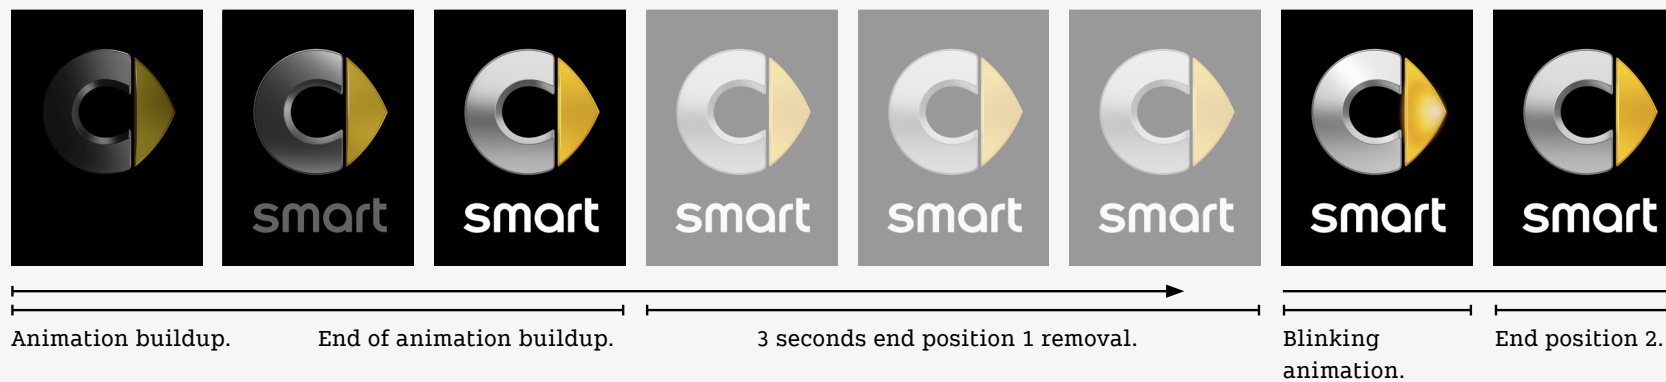 smart
smart
smart
smart
smart
smart
smart
Animation buildup.
End of animation buildup.
3 seconds end position 1 removal.
Blinking
animation.
End position 2.